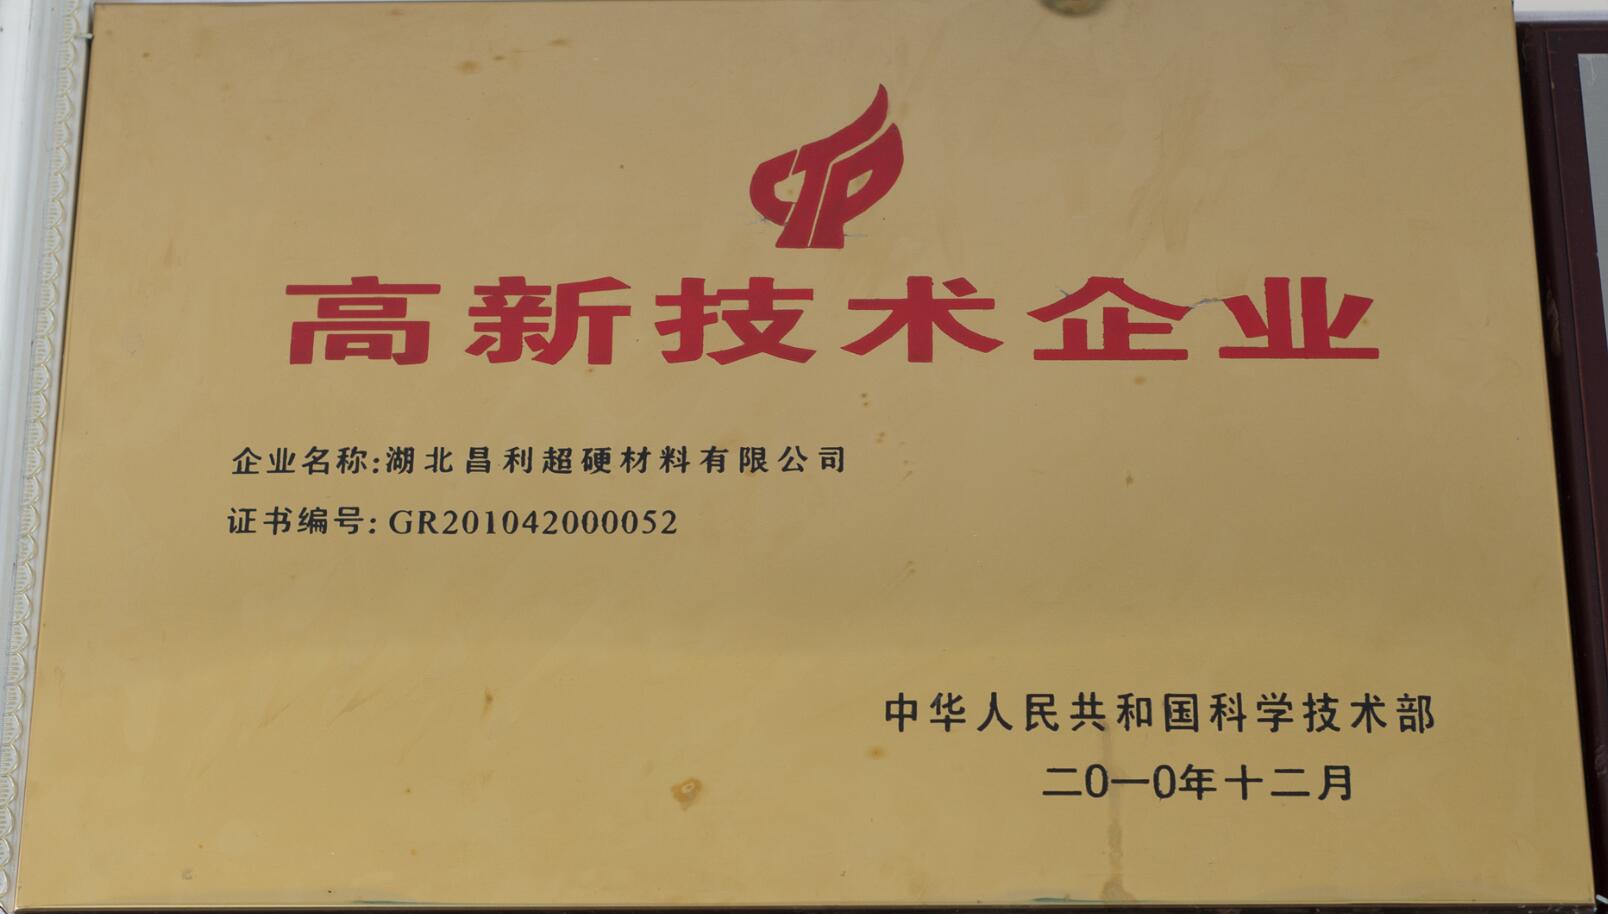 高新技术企业
企业名称:湖北昌利超硬材料有限公司
证书编号: GR201042000052
中华人民共和国科学技术部
二0一0年十二月